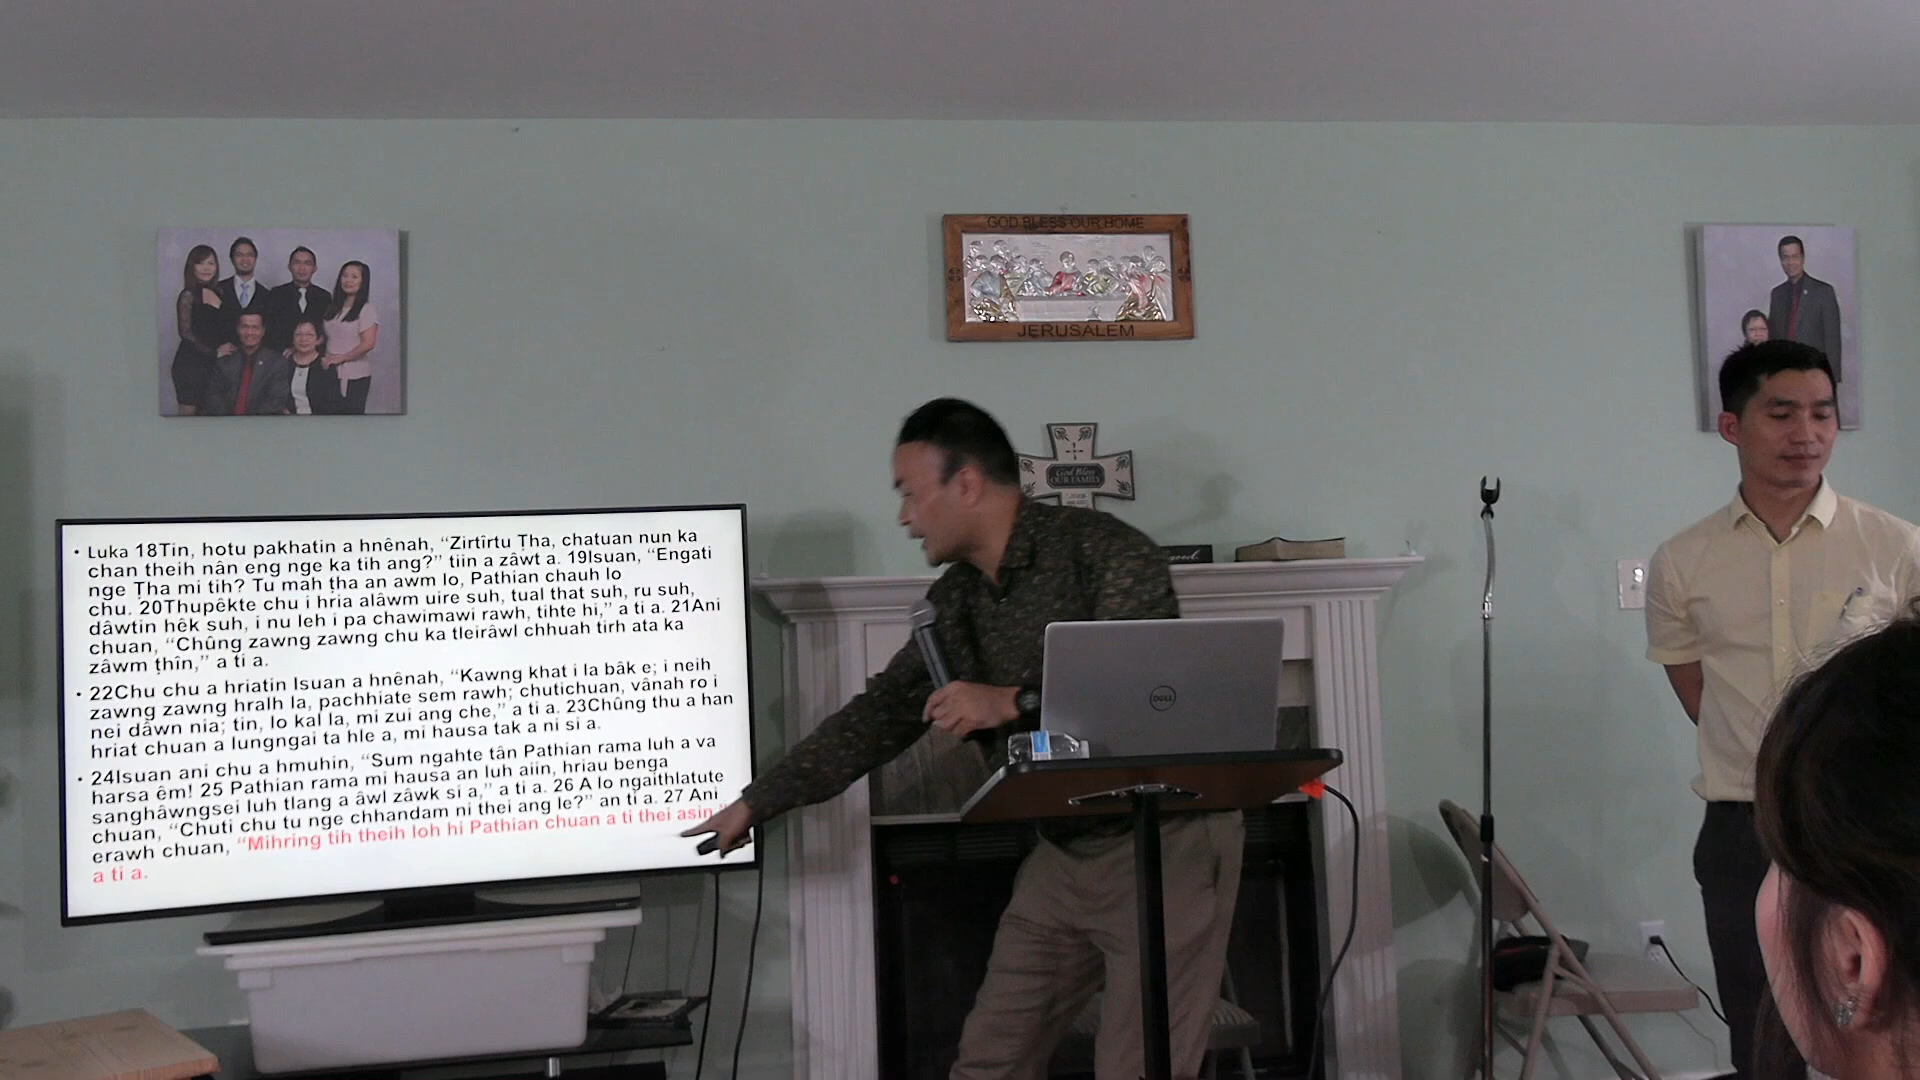 GOD BLESS OUR HOME
JERUSALEM
God Bless
OUR FAMILY
• Luka 18Tin, hotu pakhatin a hnênah, “Zirtîrtu Ṭha, chatuan nun ka
chan theih nân eng nge ka tih ang?” tiin a zâwt a. 19Isuan, “Engati
nge Ṭha mi tih? Tu mah ṭha an awm lo, Pathian chauh lo
chu. 20Thupêkte chu i hria alâwm uire suh, tual that suh, ru suh,
dâwtin hêk suh, i nu leh i pa chawimawi rawh, tihte hi,” a ti a. 21Ani
chuan, “Chûng zawng zawng chu ka tleirâwl chhuah tirh ata ka
zâwm ṭhîn,” a ti a.
• 22Chu chu a hriatin Isuan a hnênah, “Kawng khat i la bâk e; i neih
zawng zawng hralh la, pachhiate sem rawh; chutichuan, vânah ro i
nei dâwn nia; tin, lo kal la, mi zui ang che,” a ti a. 23Chûng thu a han
hriat chuan a lungngai ta hle a, mi hausa tak a ni si a.
• 24Isuan ani chu a hmuhin, “Sum ngahte tân Pathian rama luh a va
harsa êm! 25 Pathian rama mi hausa an luh aiin, hriau benga
sanghâwngsei luh tlang a âwl zâwk si a,” a ti a. 26 A lo ngaithlatute
chuan, “Chuti chu tu nge chhandam ni thei ang le?” an ti a. 27 Ani
erawh chuan, “Mihring tih theih loh hi Pathian chuan a ti thei asin,”
a ti a.
DELL